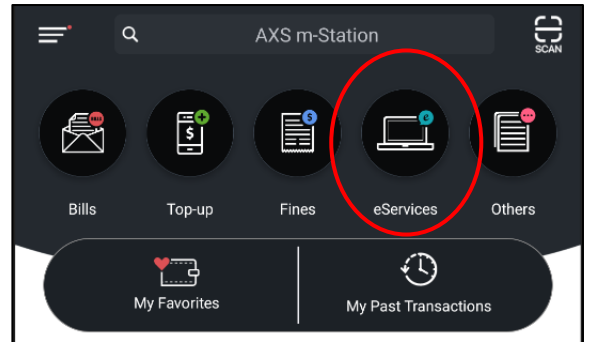 AXS m-Station
SCAN
Bills
Top-up
Fines
eServices
Others
My Favorites
My Past Transactions